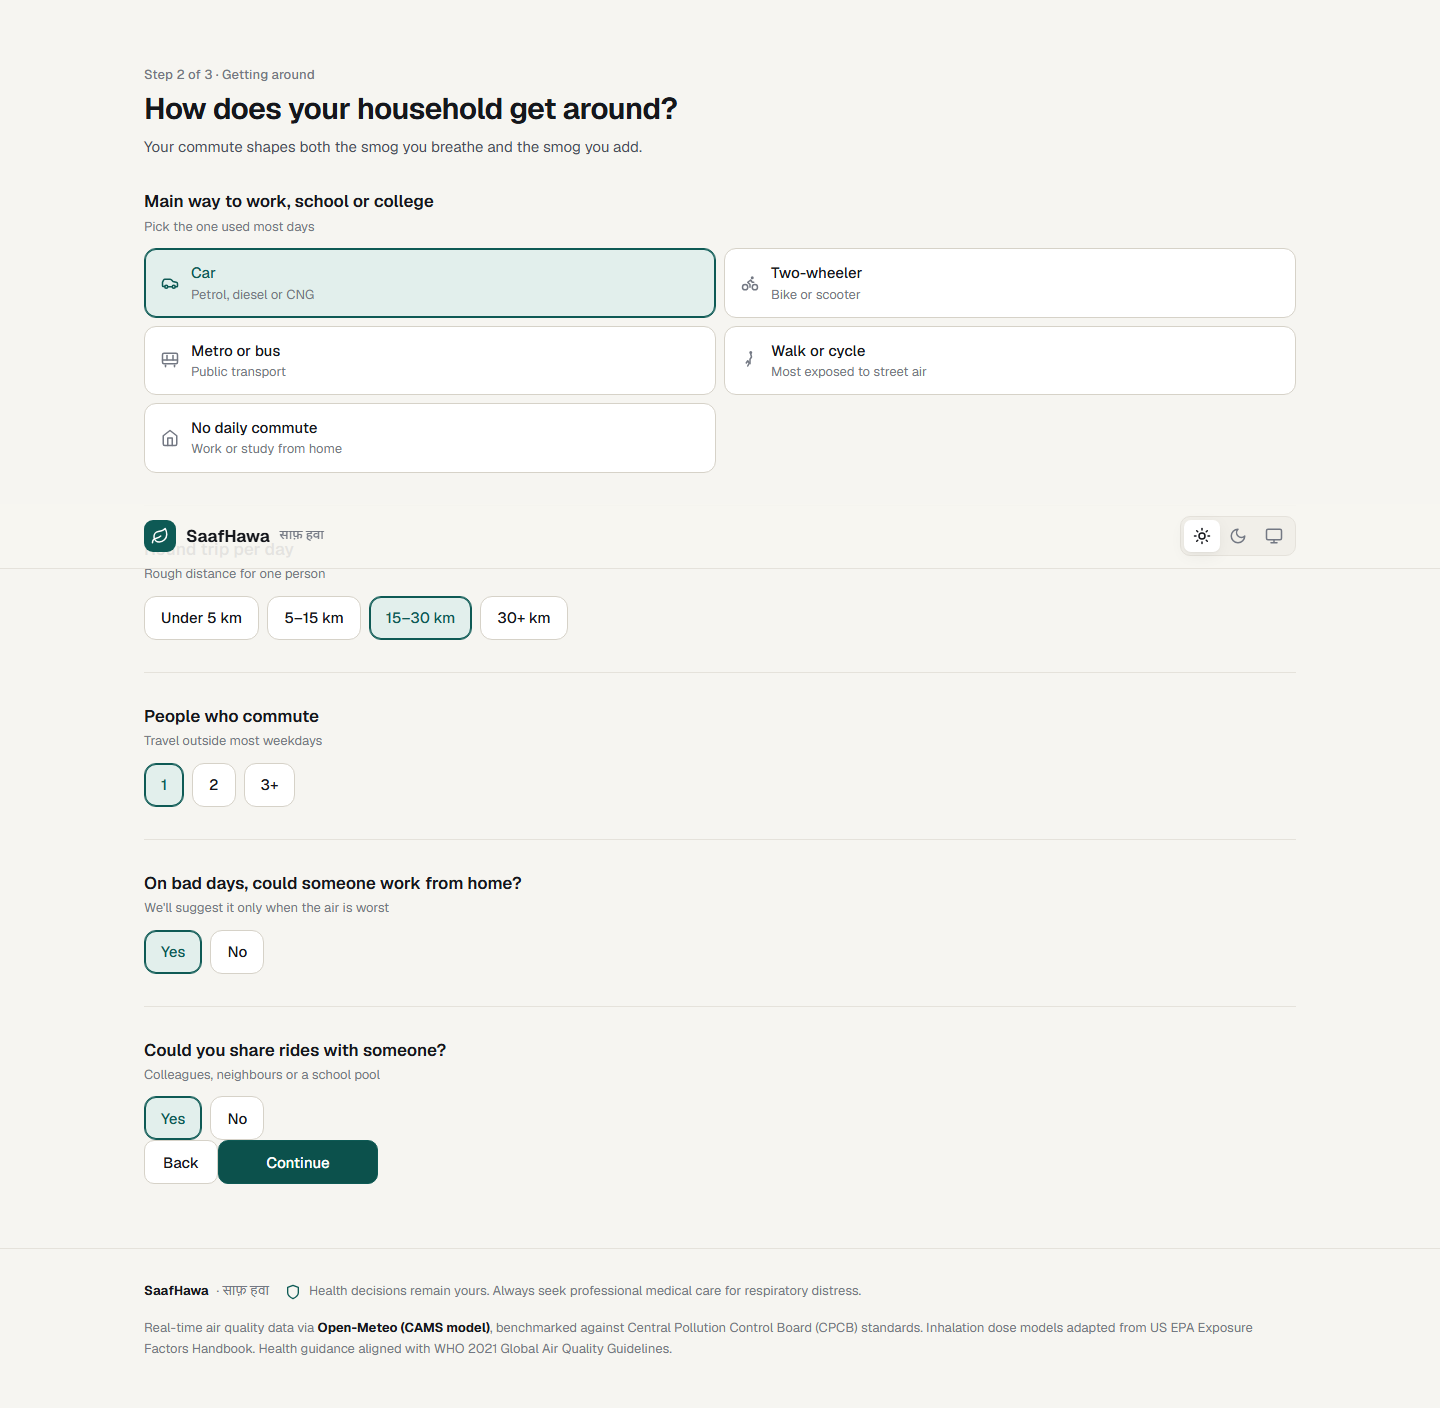 Step 2 of 3 · Getting around
How does your household get around?
Your commute shapes both the smog you breathe and the smog you add.
Main way to work, school or college
Pick the one used most days
Car
Petrol, diesel or CNG
Two-wheeler
Bike or scooter
Metro or bus
Public transport
Walk or cycle
Most exposed to street air
No daily commute
Work or study from home
SaafHawa साफ़ हवा
Round trip per day
Rough distance for one person
Under 5 km 5–15 km 15–30 km 30+ km
People who commute
Travel outside most weekdays
1 2 3+
On bad days, could someone work from home?
We'll suggest it only when the air is worst
Yes No
Could you share rides with someone?
Colleagues, neighbours or a school pool
Yes No
Back Continue
SaafHawa · साफ़ हवा Health decisions remain yours. Always seek professional medical care for respiratory distress.
Real-time air quality data via Open-Meteo (CAMS model), benchmarked against Central Pollution Control Board (CPCB) standards. Inhalation dose models adapted from US EPA Exposure
Factors Handbook. Health guidance aligned with WHO 2021 Global Air Quality Guidelines.